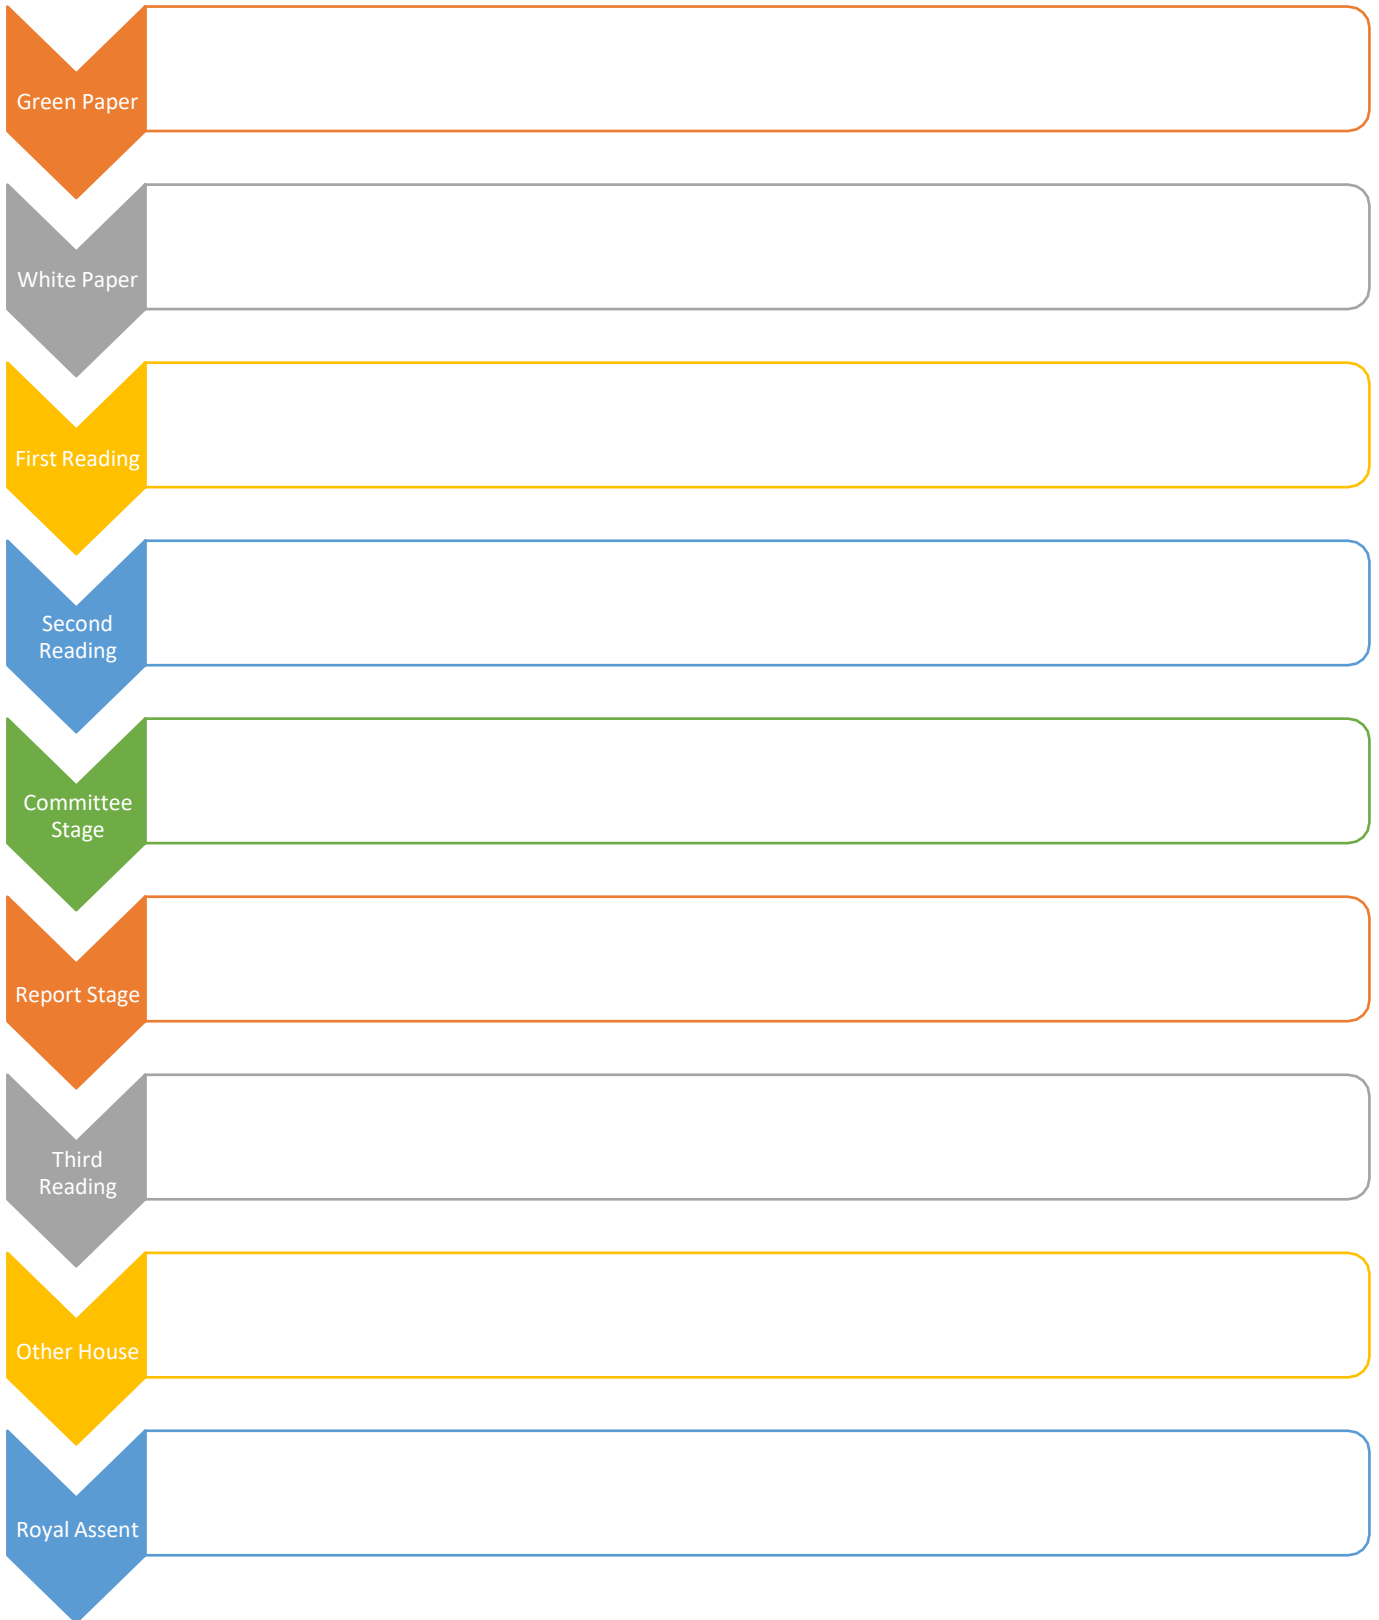 Green Paper
White Paper
First Reading
Second
Reading
Committee
Stage
Report Stage
Third
Reading
Other House
Royal Assent